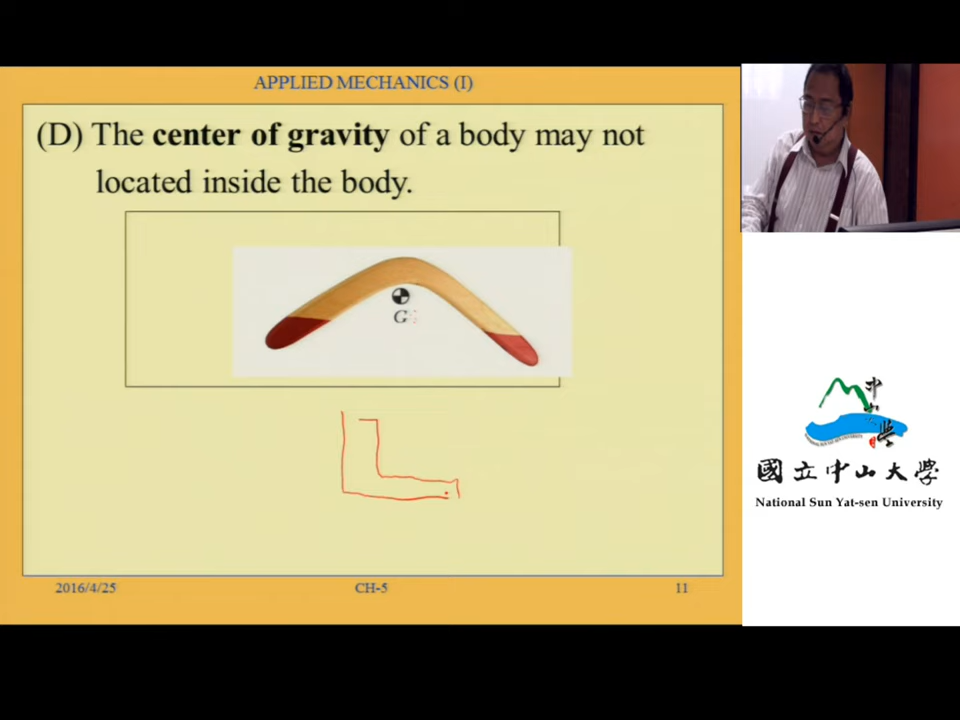 APPLIED MECHANICS (I)
(D) The center of gravity of a body may not
located inside the body.
G
2016/4/25
CH-5
11
國立中山大學
National Sun Yat-sen University